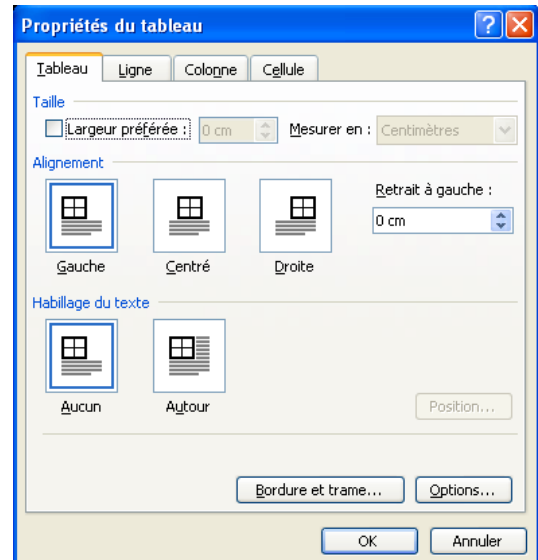 Propriétés du tableau
Tableau Ligne Colonne Cellule
Taille
Largeur préférée : 0 cm Mesurer en : Centimètres
Alignement
Retrait à gauche :
0 cm
Gauche Centré Droite
Habillage du texte
Aucun Autour Position...
Bordure et trame... Options...
OK Annuler